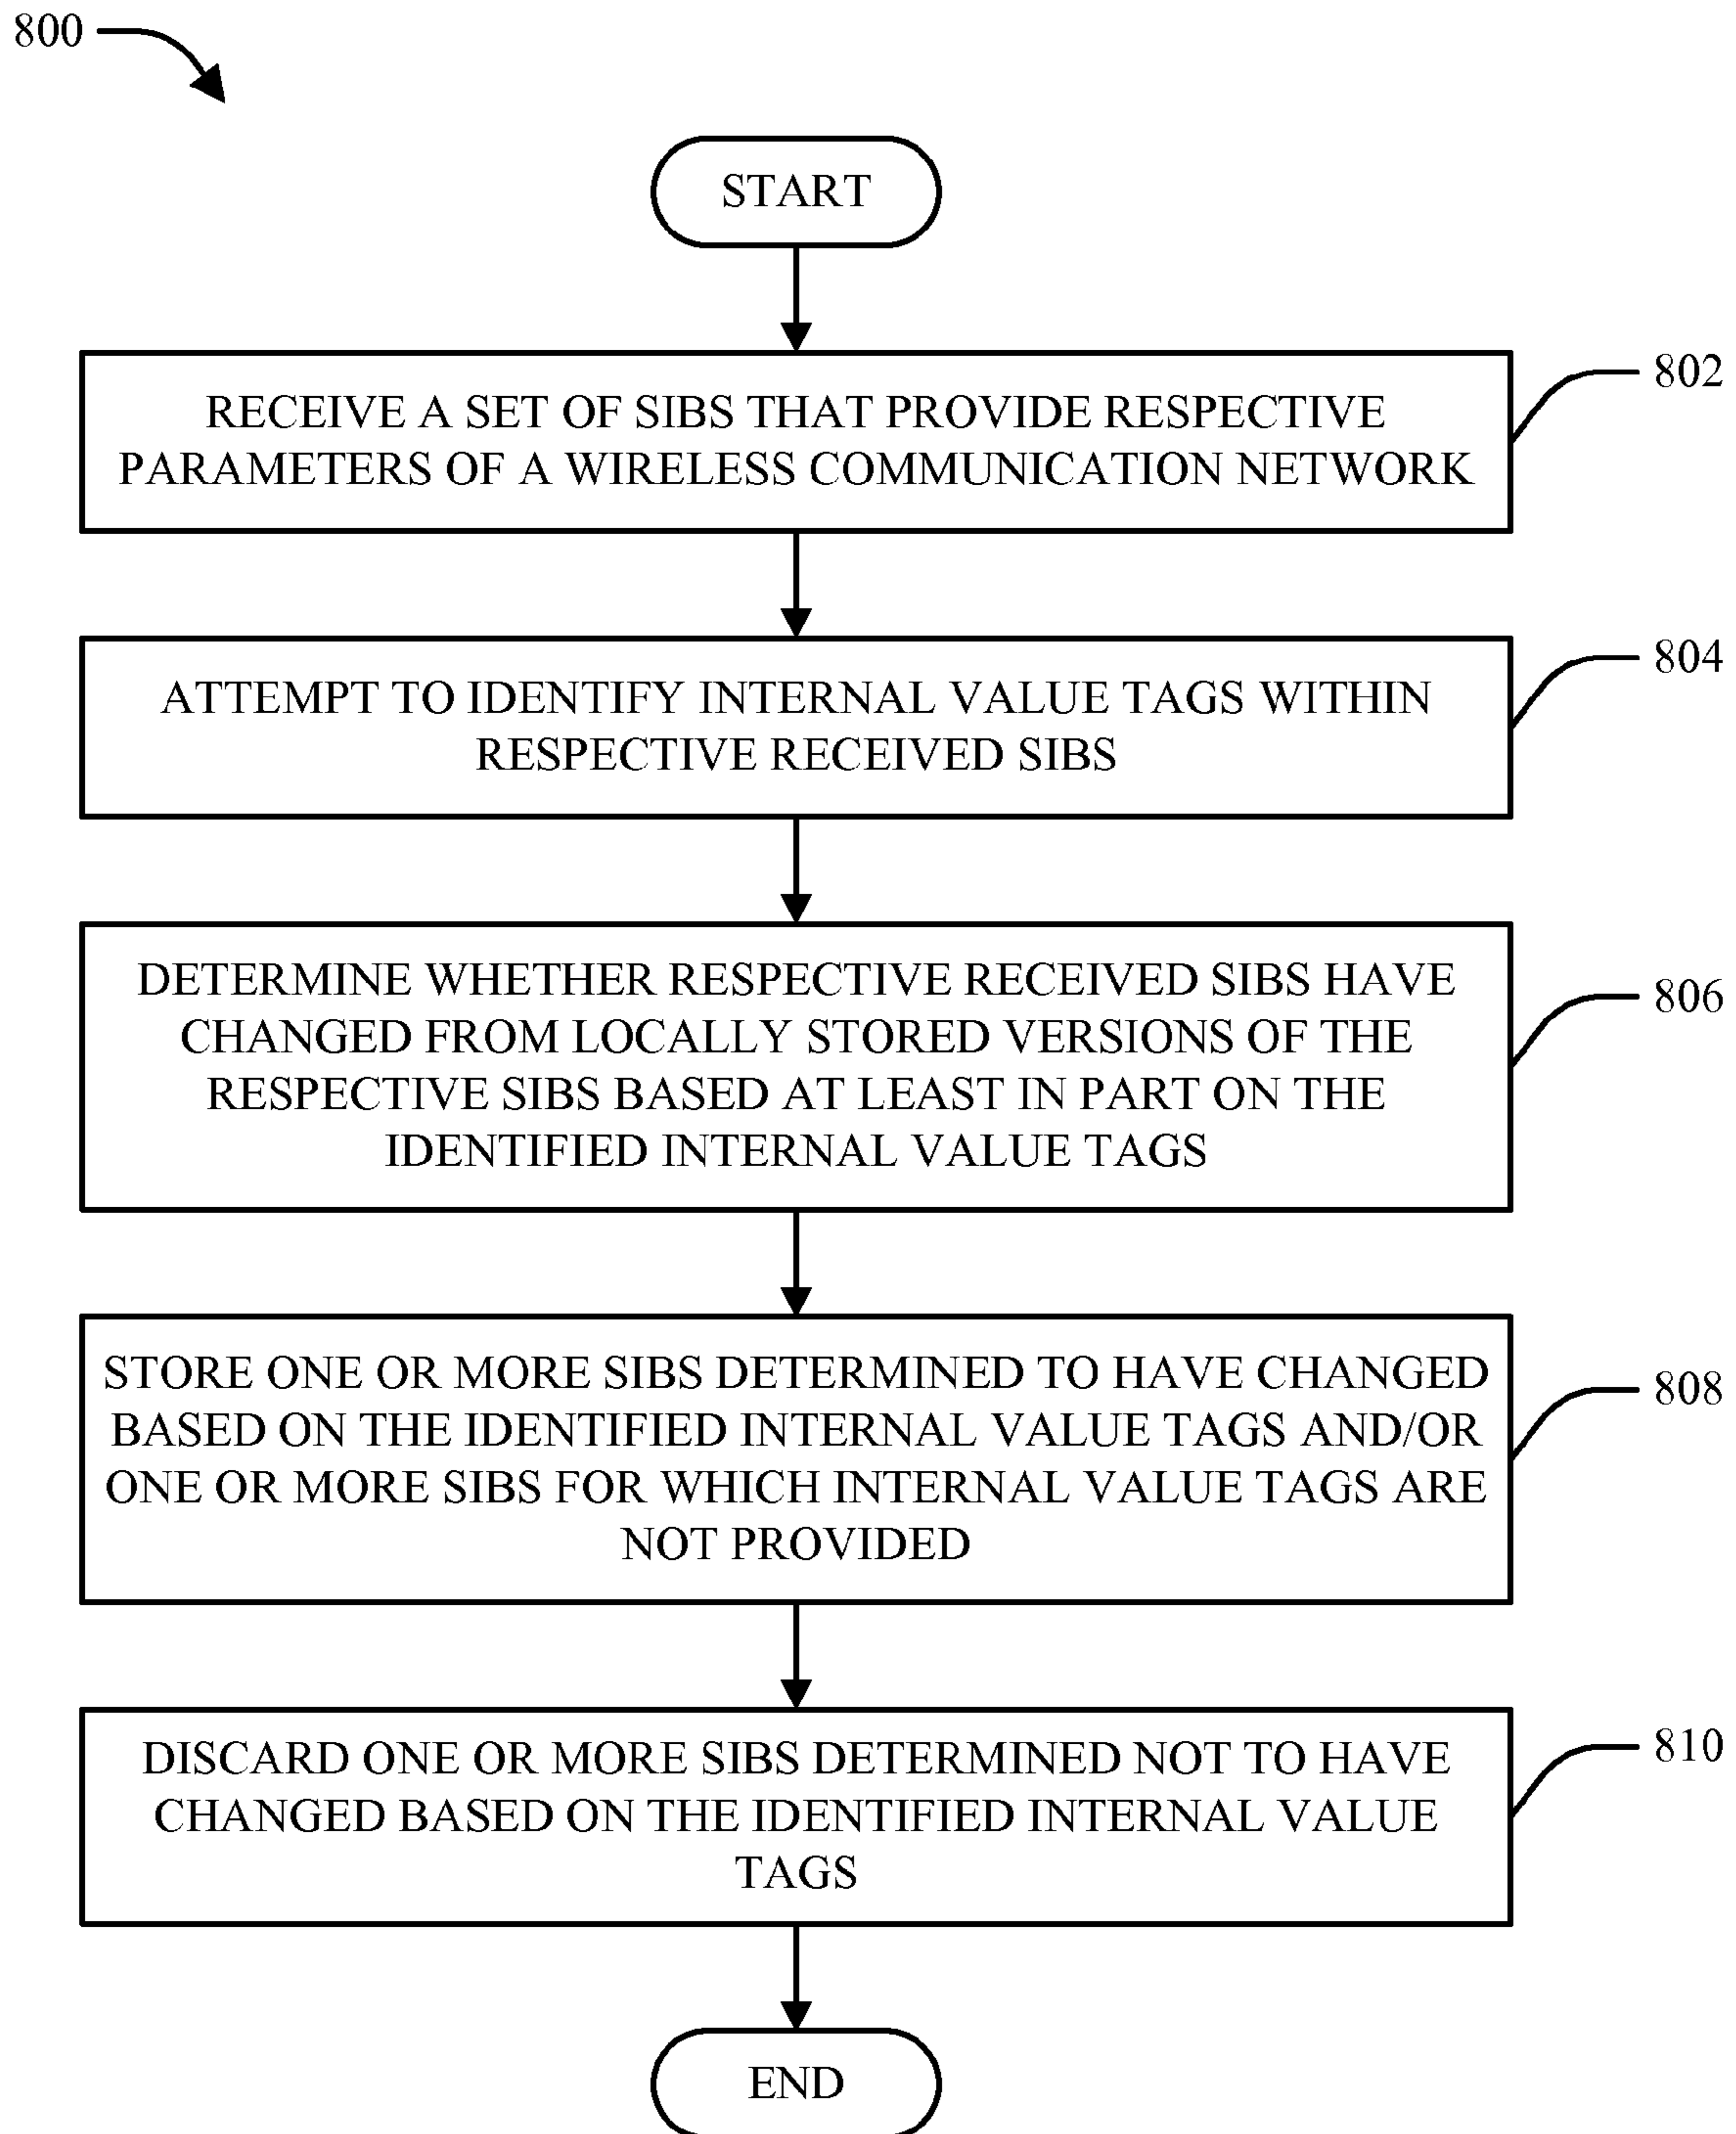 800
START
RECEIVE A SET OF SIBS THAT PROVIDE RESPECTIVE
PARAMETERS OF A WIRELESS COMMUNICATION NETWORK
802
ATTEMPT TO IDENTIFY INTERNAL VALUE TAGS WITHIN
RESPECTIVE RECEIVED SIBS
804
DETERMINE WHETHER RESPECTIVE RECEIVED SIBS HAVE
CHANGED FROM LOCALLY STORED VERSIONS OF THE
RESPECTIVE SIBS BASED AT LEAST IN PART ON THE
IDENTIFIED INTERNAL VALUE TAGS
806
STORE ONE OR MORE SIBS DETERMINED TO HAVE CHANGED
BASED ON THE IDENTIFIED INTERNAL VALUE TAGS AND/OR
ONE OR MORE SIBS FOR WHICH INTERNAL VALUE TAGS ARE
NOT PROVIDED
808
DISCARD ONE OR MORE SIBS DETERMINED NOT TO HAVE
CHANGED BASED ON THE IDENTIFIED INTERNAL VALUE
TAGS
810
END